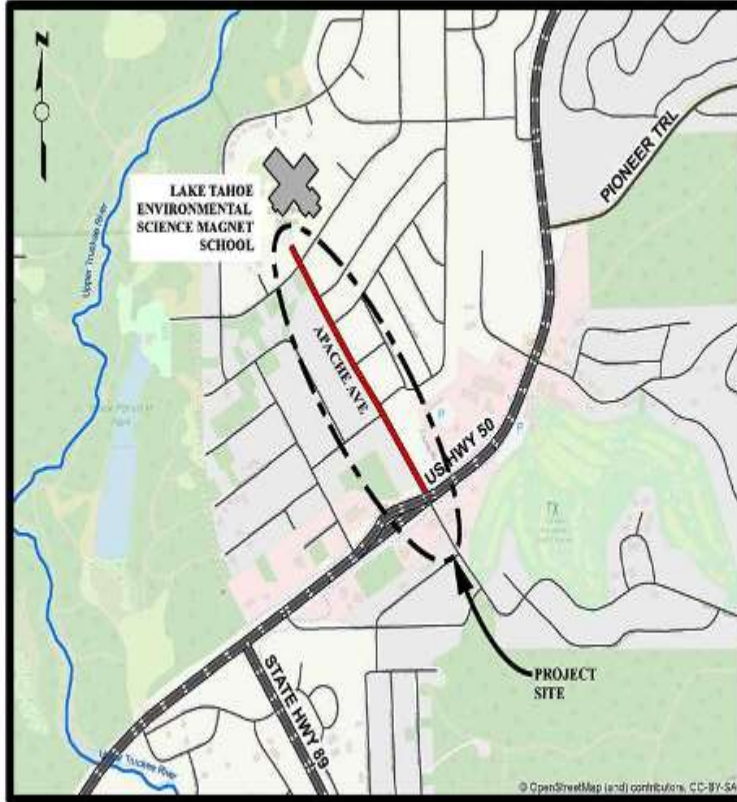 N
PIONEER TRL
LAKE TAHOE
ENVIRONMENTAL
SCIENCE MAGNET
SCHOOL
Upper Truckee River
APACHE AVE
US HWY 50
P
P
PROJECT
SITE
STATE HWY 89
Upper Truckee River
© OpenStreetMap (and) contributors, CC-BY-SA